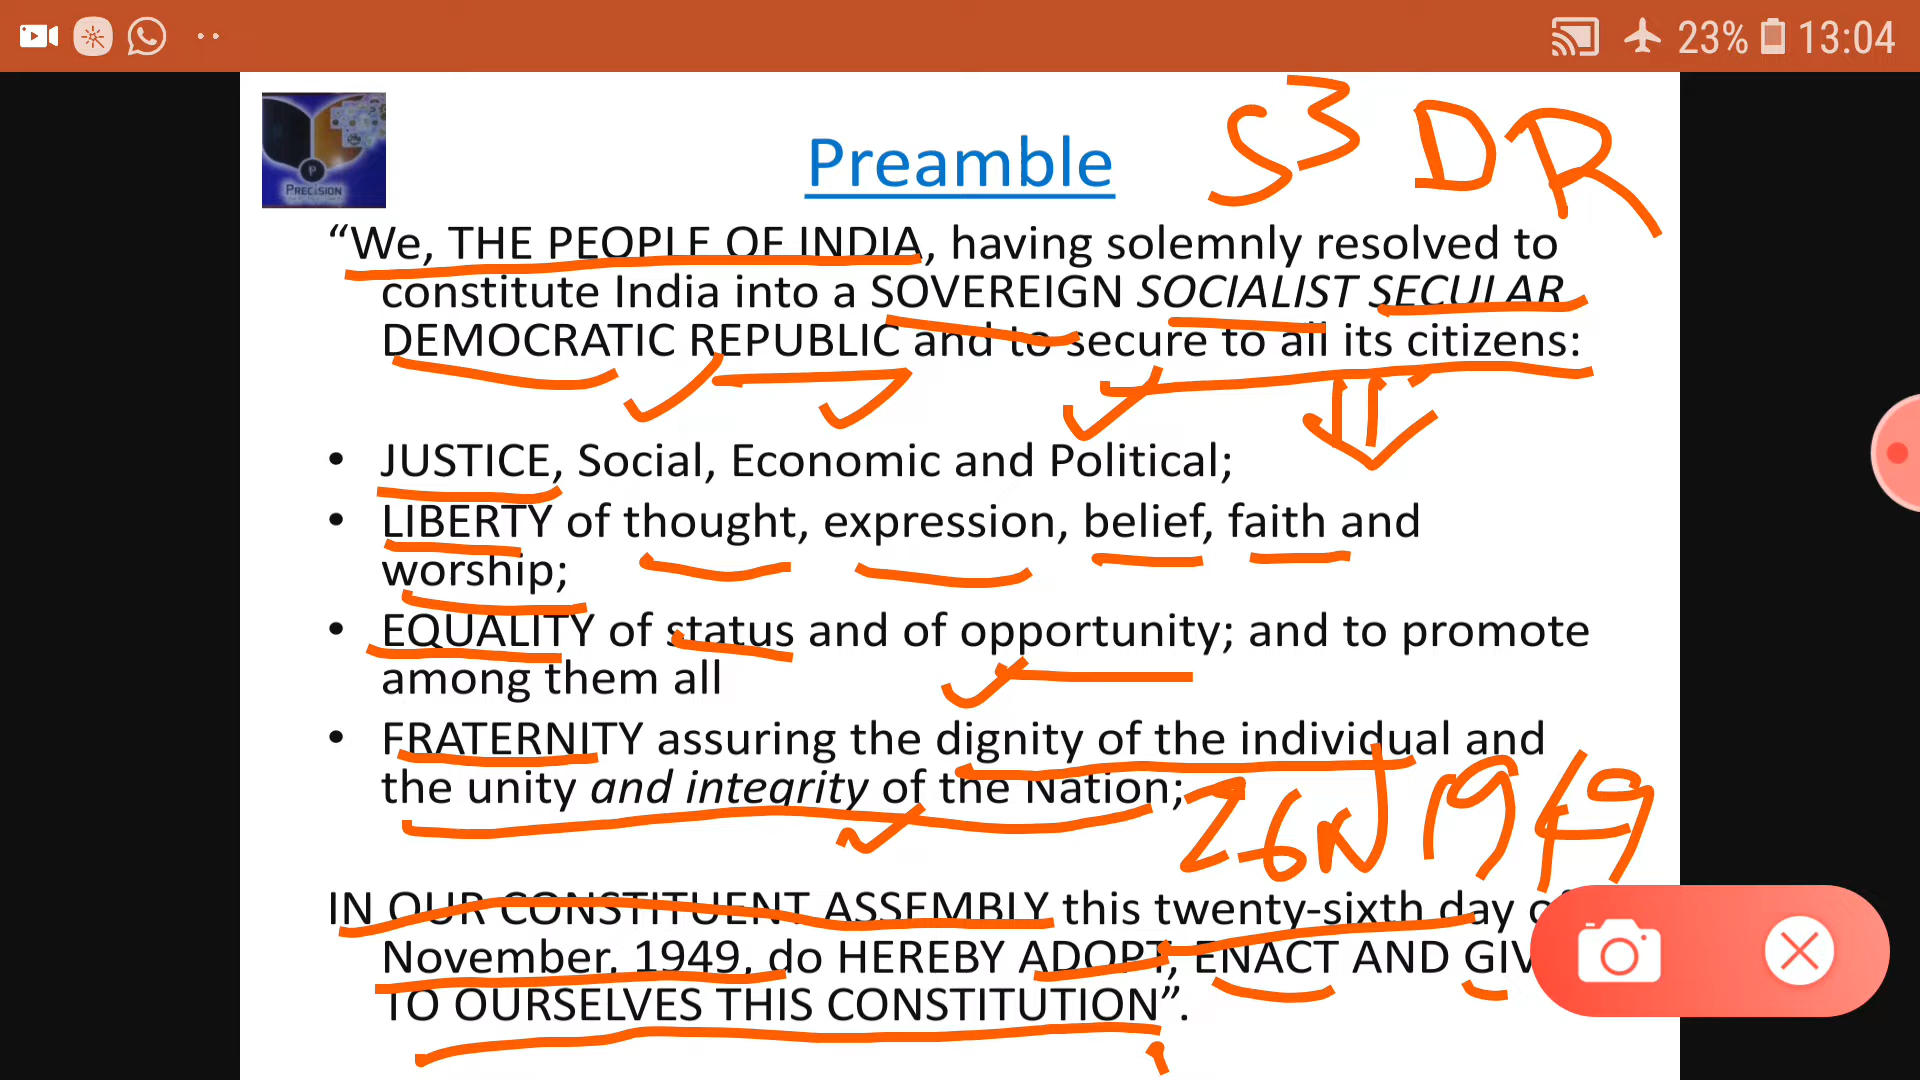 23% 13:04
S3 DR
Preamble
PRECISION
“We, THE PEOPLE OF INDIA, having solemnly resolved to
constitute India into a SOVEREIGN SOCIALIST SECULAR
DEMOCRATIC REPUBLIC and to secure to all its citizens:
• JUSTICE, Social, Economic and Political;
• LIBERTY of thought, expression, belief, faith and
worship;
• EQUALITY of status and of opportunity; and to promote
among them all
• FRATERNITY assuring the dignity of the individual and
the unity and integrity of the Nation;
26 N 1949
IN OUR CONSTITUENT ASSEMBLY this twenty-sixth day
November, 1949, do HEREBY ADOPT, ENACT AND
TO OURSELVES THIS CONSTITUTION”.